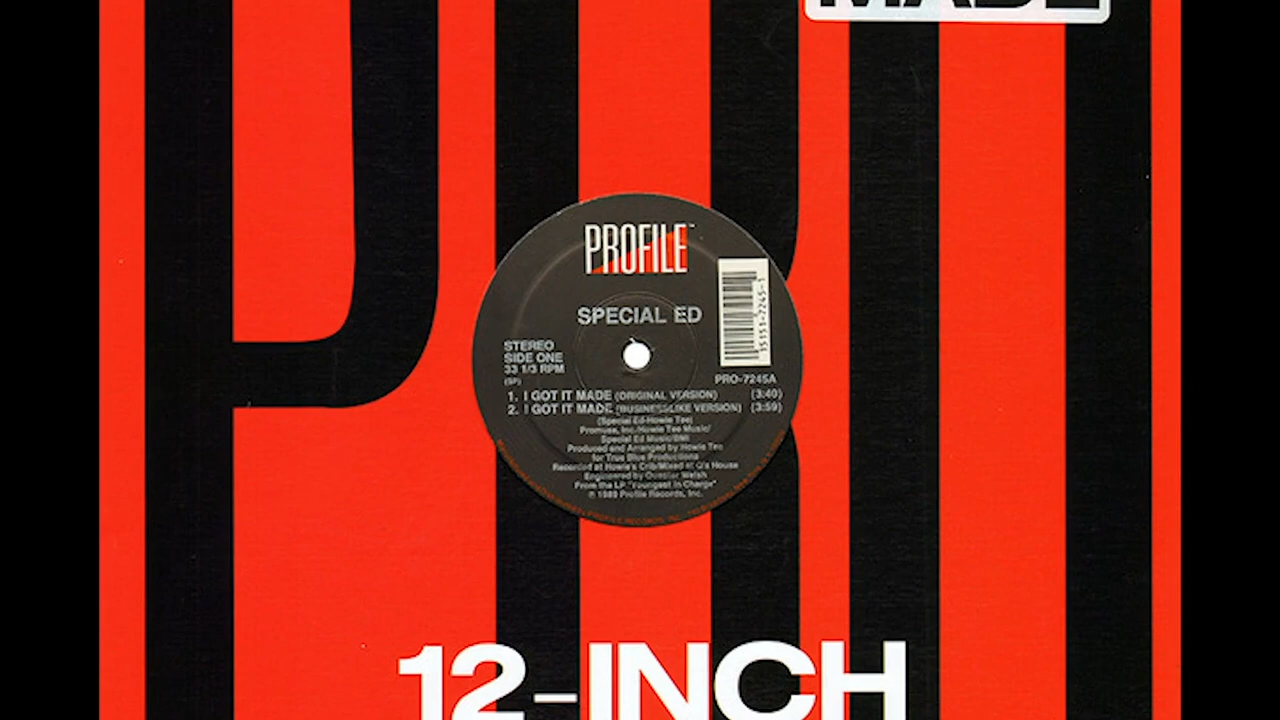 MADE
PROFILE™
SPECIAL ED
STEREO
SIDE ONE
33 1/3 RPM
(SP)
PRO-7245A
1. I GOT IT MADE (ORIGINAL VERSION) (3:40)
2. I GOT IT MADE (BUSINESSLIKE VERSION) (3:59)
(Special Ed-Howie Tee)
Promuse, Inc./Howie Tee Music/
Special Ed Music/BMI
Produced and Arranged by Howie Tee
for True Blue Productions
Recorded at Howie's Crib/Mixed at Q's House
Engineered by Welsh
From the LP "Youngest in Charge"
℗ 1989 Profile Records, Inc.
12-INCH